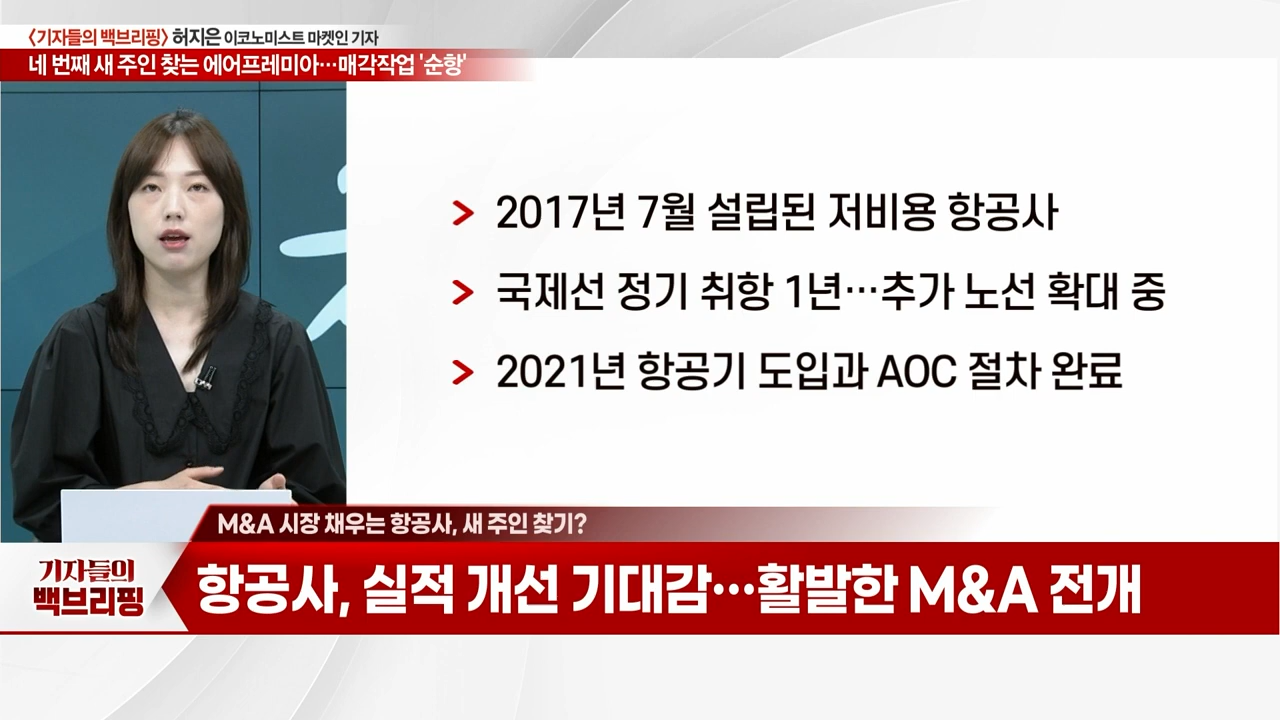 〈기자들의 백브리핑〉 허지은 이코노미스트 마켓인 기자
네 번째 새 주인 찾는 에어프레미아…매각작업 '순항'
> 2017년 7월 설립된 저비용 항공사
> 국제선 정기 취항 1년…추가 노선 확대 중
> 2021년 항공기 도입과 AOC 절차 완료
M&A 시장 채우는 항공사, 새 주인 찾기?
기자들의
백브리핑
항공사, 실적 개선 기대감…활발한 M&A 전개